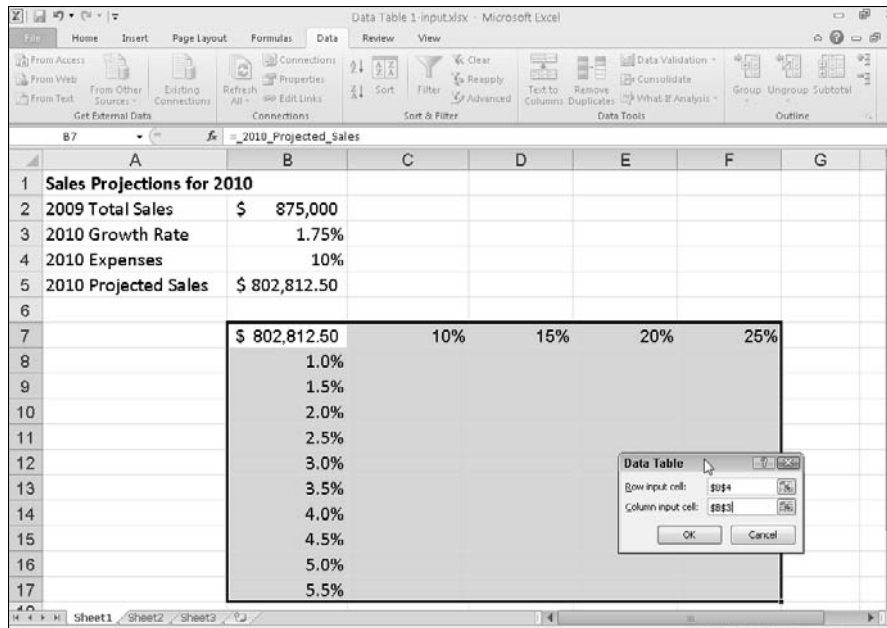 Data Table 1-input.xlsx - Microsoft Excel
File Home Insert Page Layout Formulas Data Review View
From Access
From Web
From Text
From Other Sources
Existing Connections
Get External Data
Refresh All
Connections
Properties
Edit Links
Connections
Sort
Filter
Clear
Reapply
Advanced
Sort & Filter
Text to Columns
Remove Duplicates
Data Validation
Consolidate
What-If Analysis
Data Tools
Group
Ungroup
Subtotal
Outline
B7 fx =_2010_Projected_Sales
A B C D E F G
1 Sales Projections for 2010
2 2009 Total Sales $ 875,000
3 2010 Growth Rate 1.75%
4 2010 Expenses 10%
5 2010 Projected Sales $ 802,812.50
6
7 $ 802,812.50 10% 15% 20% 25%
8 1.0%
9 1.5%
10 2.0%
11 2.5%
12 3.0%
13 3.5%
14 4.0%
15 4.5%
16 5.0%
17 5.5%
Data Table
Row input cell: $B$4
Column input cell: $B$3
OK Cancel
Sheet1 Sheet2 Sheet3